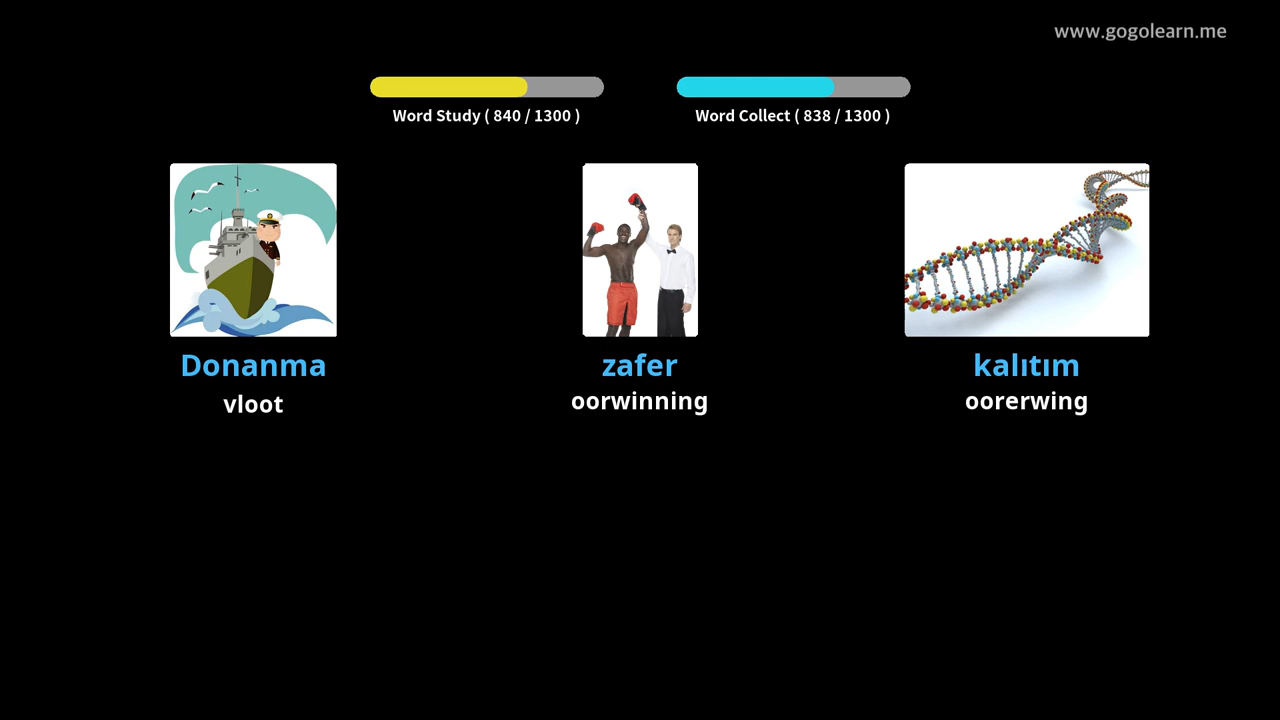 www.gogolearn.me
Word Study ( 840 / 1300 )
Word Collect ( 838 / 1300 )
Donanma
vloot
zafer
oorwinning
kalıtım
oorerwing